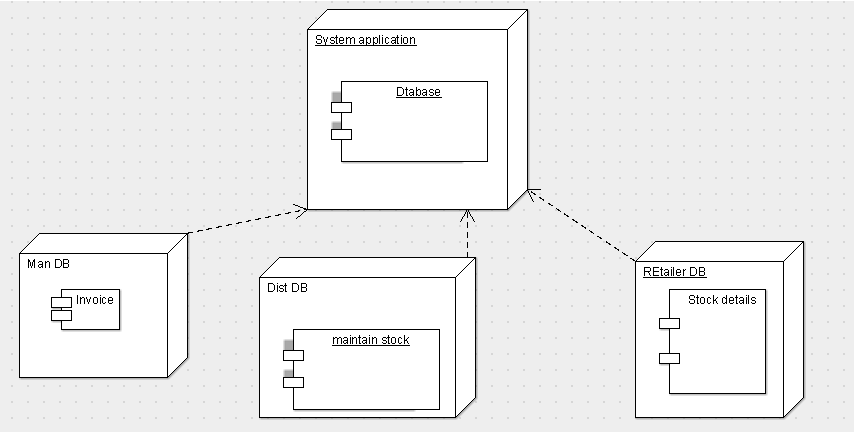 System application
Dtabase
Man DB
Invoice
Dist DB
maintain stock
REtailer DB
Stock details